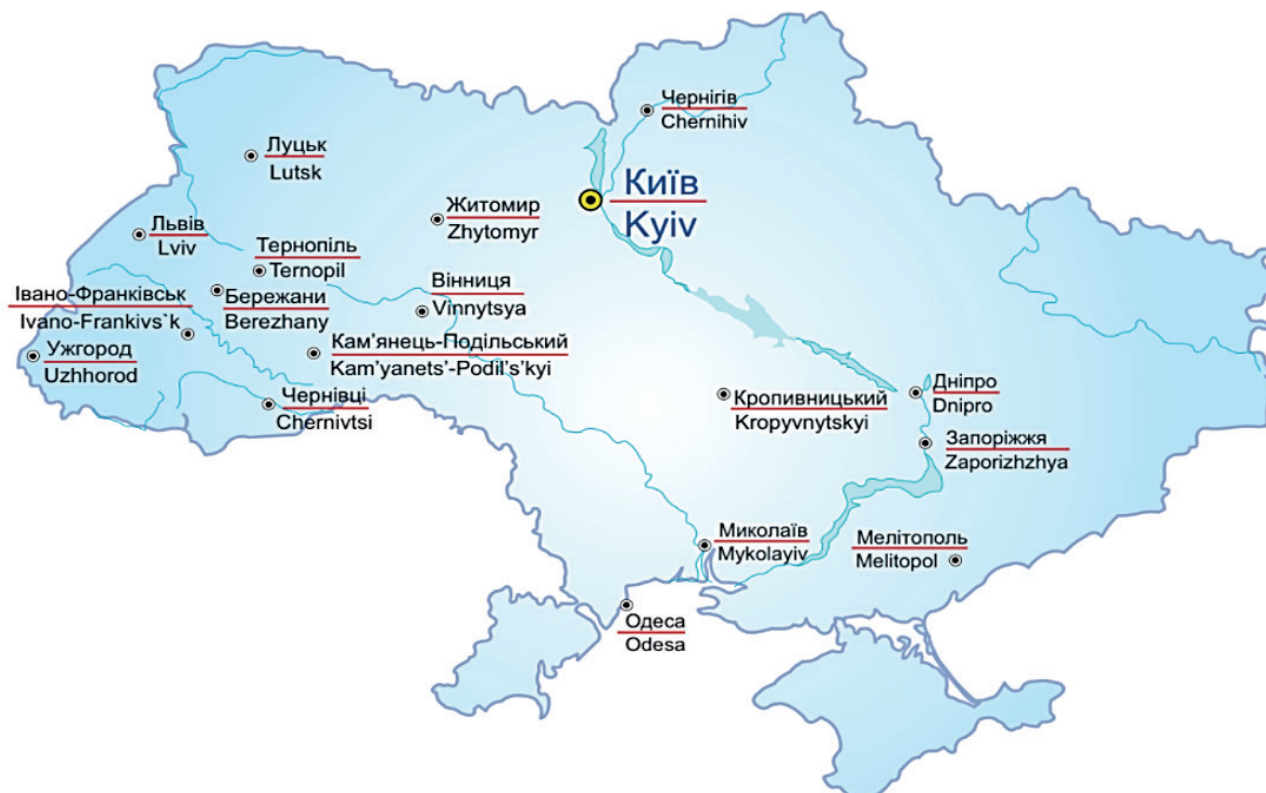 Чернігів
Chernihiv
Луцьк
Lutsk
Київ
Kyiv
Житомир
Zhytomyr
Львів
Lviv
Тернопіль
Ternopil
Вінниця
Vinnytsya
Івано-Франківськ
Ivano-Frankivs`k
Бережани
Berezhany
Кам'янець-Подільський
Kam'yanets'-Podil's'kyi
Ужгород
Uzhhorod
Чернівці
Chernivtsi
Кропивницький
Kropyvnytskyi
Дніпро
Dnipro
Запоріжжя
Zaporizhzhya
Миколаїв
Mykolayiv
Мелітополь
Melitopol
Одеса
Odesa